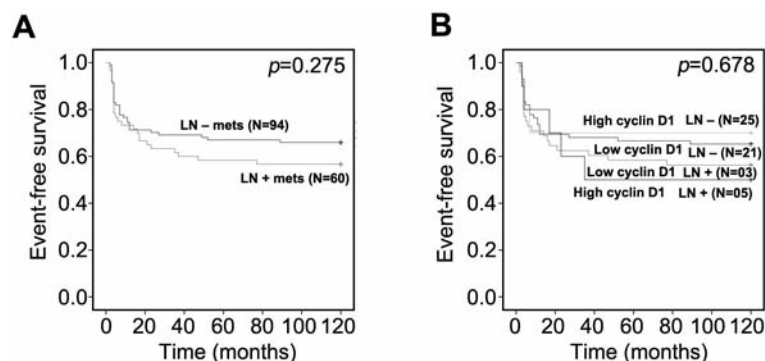 A
p=0.275
Event-free survival
1.0
0.8
0.6
0.4
0.2
0.0
LN – mets (N=94)
LN + mets (N=60)
0 20 40 60 80 100 120
Time (months)
B
p=0.678
Event-free survival
1.0
0.8
0.6
0.4
0.2
0.0
High cyclin D1 LN – (N=25)
Low cyclin D1 LN – (N=21)
Low cyclin D1 LN + (N=03)
High cyclin D1 LN + (N=05)
0 20 40 60 80 100 120
Time (months)